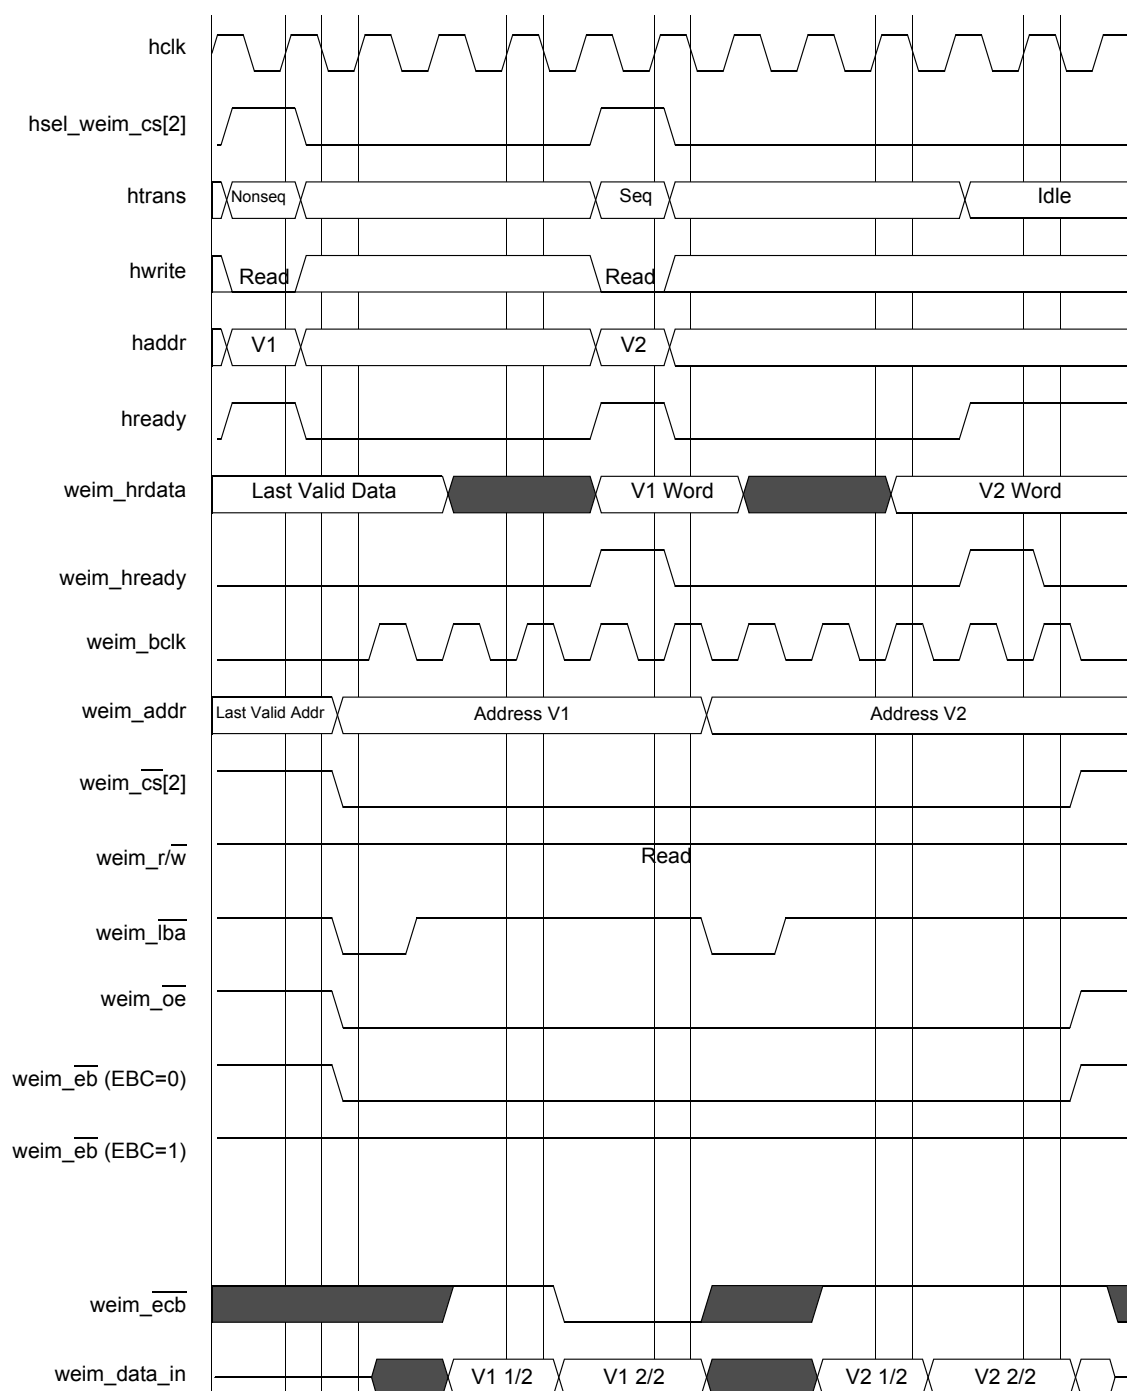 hclk
hsel_weim_cs[2]
htrans Nonseq Seq Idle
hwrite Read Read
haddr V1 V2
hready
weim_hrdata Last Valid Data V1 Word V2 Word
weim_hready
weim_bclk
weim_addr Last Valid Addr Address V1 Address V2
weim_cs[2]
weim_r/w
Read
weim_lba
weim_oe
weim_eb (EBC=0)
weim_eb (EBC=1)
weim_ecb
weim_data_in V1 1/2 V1 2/2 V2 1/2 V2 2/2